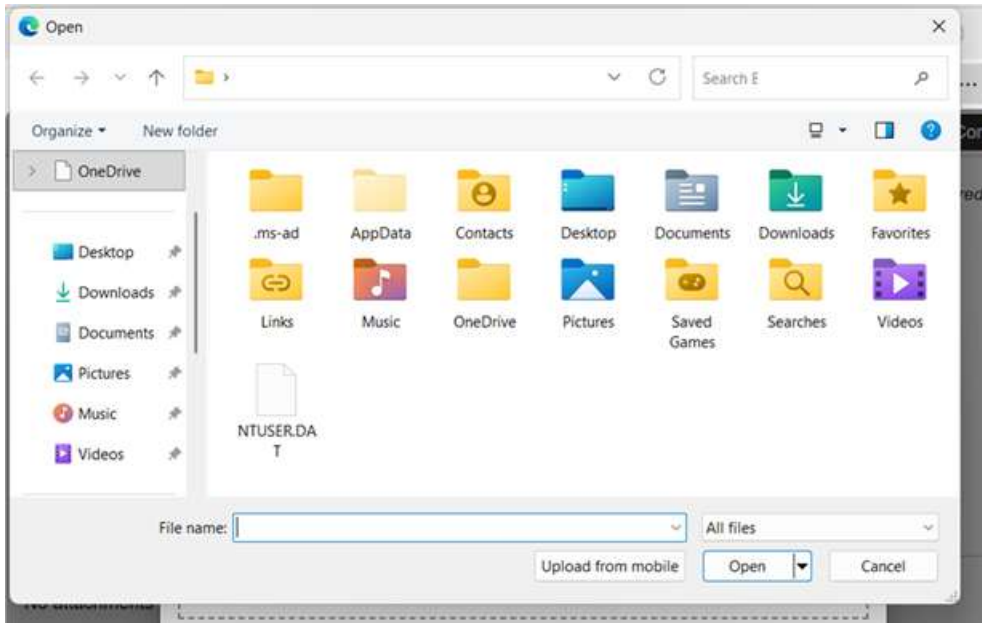 Open
Search E
Organize
New folder
OneDrive
Desktop
Downloads
Documents
Pictures
Music
Videos
.ms-ad
AppData
Contacts
Desktop
Documents
Downloads
Favorites
Links
Music
OneDrive
Pictures
Saved
Games
Searches
Videos
NTUSER.DA
T
File name:
All files
Upload from mobile
Open
Cancel
No attachments